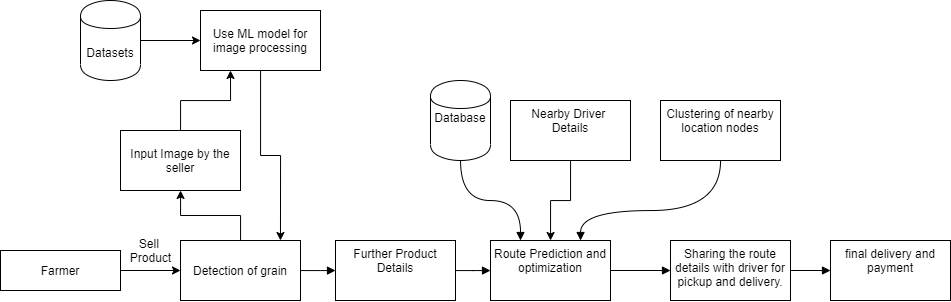 Datasets
Use ML model for
image processing
Input Image by the
seller
Database
Nearby Driver
Details
Clustering of nearby
location nodes
Farmer
Sell
Product
Detection of grain
Further Product
Details
Route Prediction and
optimization
Sharing the route
details with driver for
pickup and delivery.
final delivery and
payment